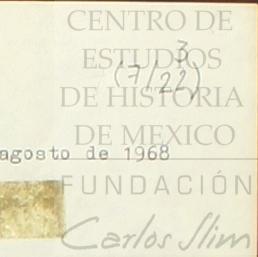 CENTRO DE
3
ESTUDIOS
(7/22)
DE HISTORIA
DE MEXICO
agosto de 1968
FUNDACIÓN
Carlos Slim